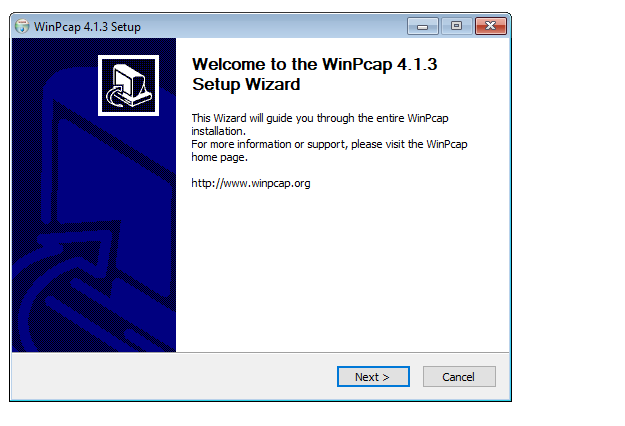 WinPcap 4.1.3 Setup
Welcome to the WinPcap 4.1.3
Setup Wizard
This Wizard will guide you through the entire WinPcap
installation.
For more information or support, please visit the WinPcap
home page.
http://www.winpcap.org
Next >
Cancel